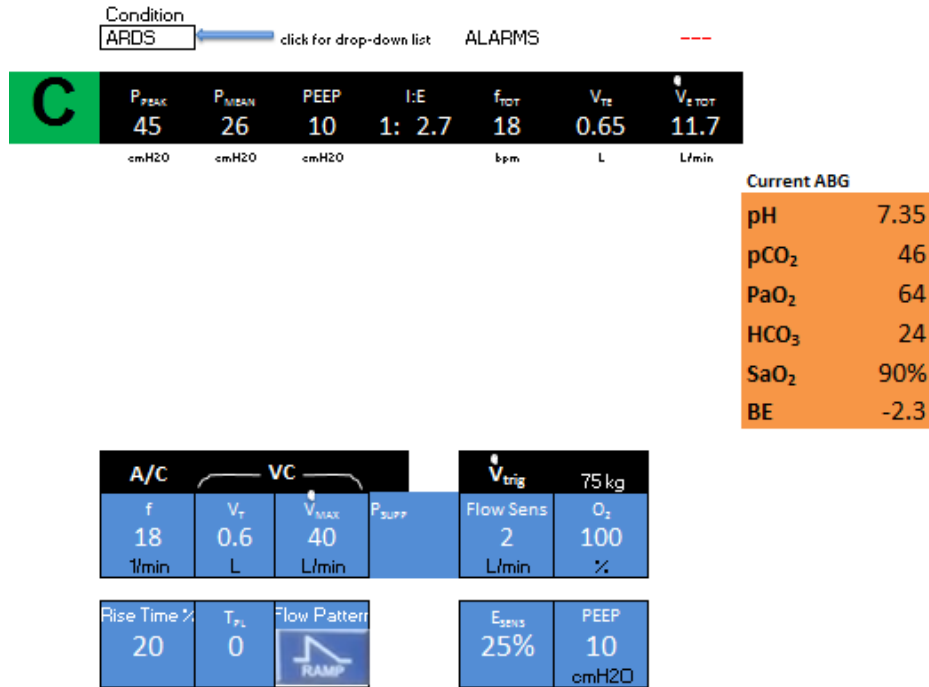 Condition
ARDS click for drop-down list ALARMS ---
C
PPEAK PMEAN PEEP I:E fTOT VTE V̇E TOT
45 26 10 1: 2.7 18 0.65 11.7
cmH2O cmH2O cmH2O bpm L L/min
Current ABG
pH 7.35
pCO₂ 46
PaO₂ 64
HCO₃ 24
SaO₂ 90%
BE -2.3
A/C VC V̇trig 75 kg
f VT V̇MAX PSUPP Flow Sens O₂
18 0.6 40 2 100
1/min L L/min L/min %
Rise Time % TPL Flow Pattern ESENS PEEP
20 0 25% 10
RAMP
cmH2O